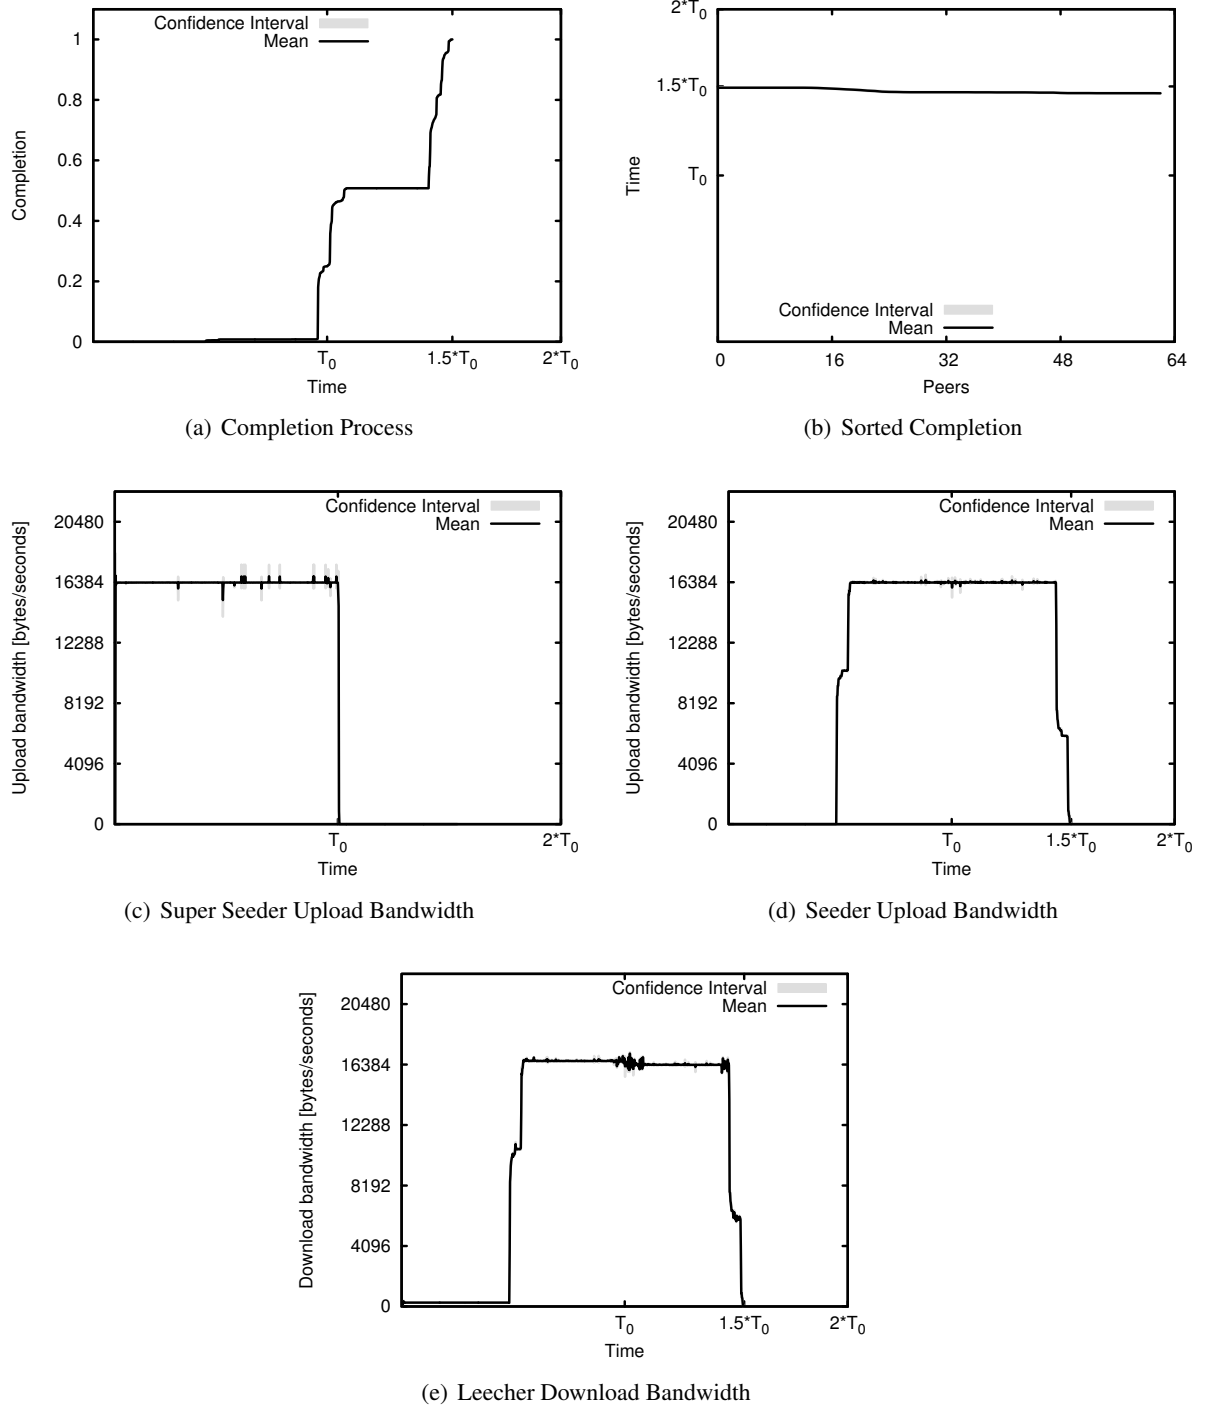 Confidence Interval
Mean
1
0.8
0.6
0.4
0.2
0
Completion
T0 1.5*T0 2*T0
Time
(a) Completion Process
2*T0
1.5*T0
T0
Time
Confidence Interval
Mean
0 16 32 48 64
Peers
(b) Sorted Completion
Confidence Interval
Mean
20480
16384
12288
8192
4096
0
Upload bandwidth [bytes/seconds]
T0 2*T0
Time
(c) Super Seeder Upload Bandwidth
Confidence Interval
Mean
20480
16384
12288
8192
4096
0
Upload bandwidth [bytes/seconds]
T0 1.5*T0 2*T0
Time
(d) Seeder Upload Bandwidth
Confidence Interval
Mean
20480
16384
12288
8192
4096
0
Download bandwidth [bytes/seconds]
T0 1.5*T0 2*T0
Time
(e) Leecher Download Bandwidth